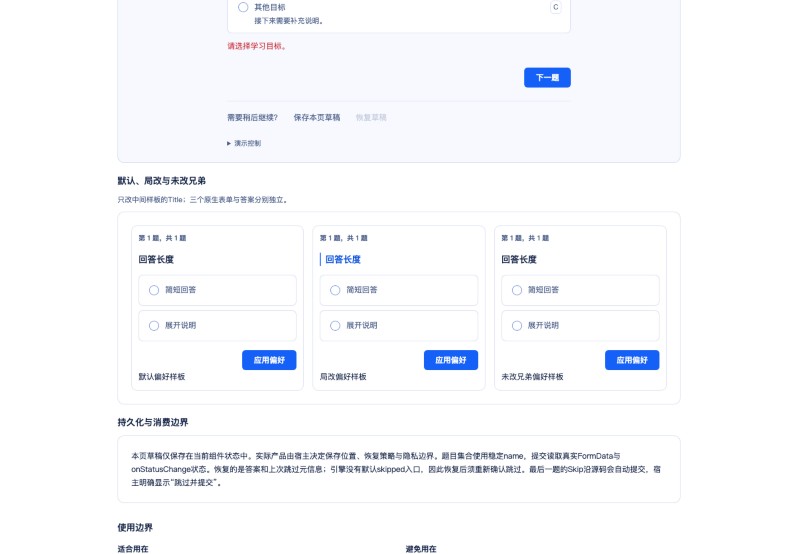 其他目标
C
接下来需要补充说明。
请选择学习目标。
下一题
需要稍后继续？ 保存本页草稿 恢复草稿
演示控制
默认、局改与未改兄弟
只改中间样板的Title；三个原生表单与答案分别独立。
第 1 题，共 1 题
回答长度
简短回答
展开说明
应用偏好
默认偏好样板
第 1 题，共 1 题
回答长度
简短回答
展开说明
应用偏好
局改偏好样板
第 1 题，共 1 题
回答长度
简短回答
展开说明
应用偏好
未改兄弟偏好样板
持久化与消费边界
本页草稿仅保存在当前组件状态中。实际产品由宿主决定保存位置、恢复策略与隐私边界。题目集合使用稳定name，提交读取真实FormData与
onStatusChange状态。恢复的是答案和上次跳过元信息；引擎没有默认skipped入口，因此恢复后须重新确认跳过。最后一题的Skip沿源码会自动提交，宿
主明确显示“跳过并提交”。
使用边界
适合用在
避免用在